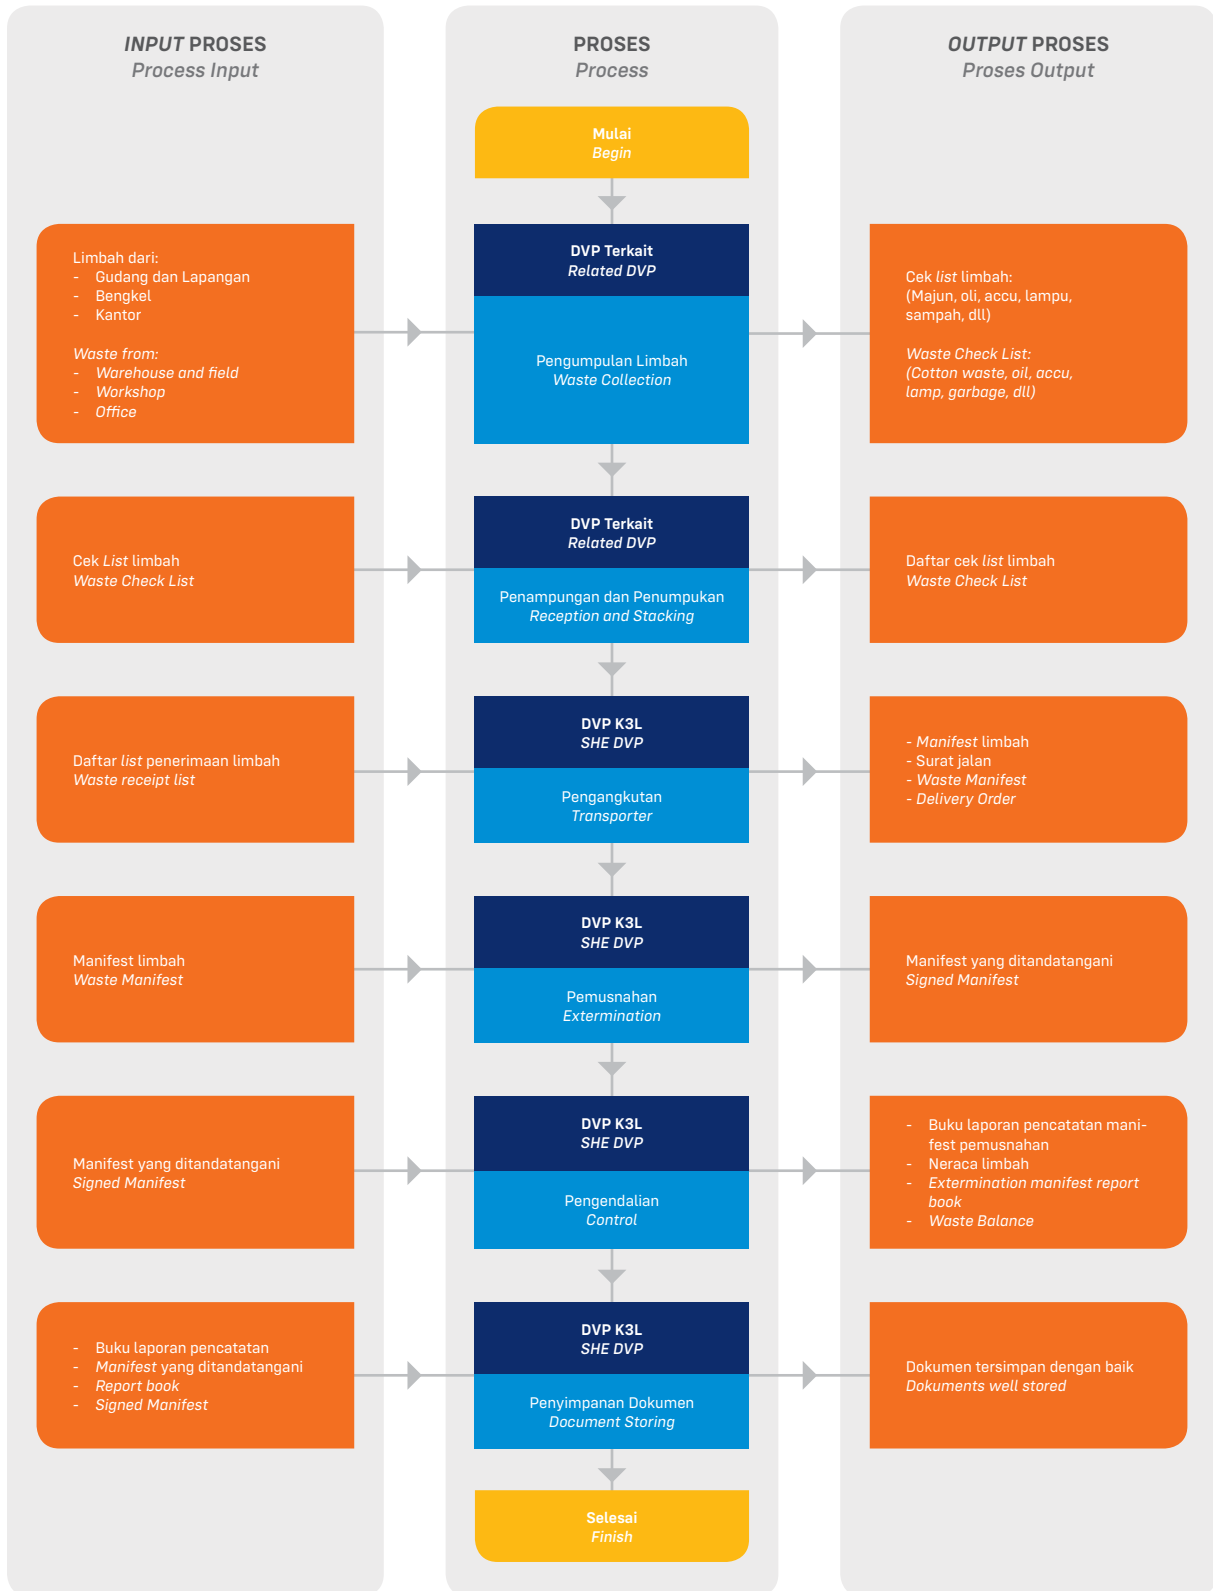 INPUT PROSES
Process Input
PROSES
Process
OUTPUT PROSES
Proses Output
Mulai
Begin
Limbah dari:
- Gudang dan Lapangan
- Bengkel
- Kantor
Waste from:
- Warehouse and field
- Workshop
- Office
DVP Terkait
Related DVP
Pengumpulan Limbah
Waste Collection
Cek list limbah:
(Majun, oli, accu, lampu,
sampah, dll)
Waste Check List:
(Cotton waste, oil, accu,
lamp, garbage, dll)
Cek List limbah
Waste Check List
DVP Terkait
Related DVP
Penampungan dan Penumpukan
Reception and Stacking
Daftar cek list limbah
Waste Check List
Daftar list penerimaan limbah
Waste receipt list
DVP K3L
SHE DVP
Pengangkutan
Transporter
- Manifest limbah
- Surat jalan
- Waste Manifest
- Delivery Order
Manifest limbah
Waste Manifest
DVP K3L
SHE DVP
Pemusnahan
Extermination
Manifest yang ditandatangani
Signed Manifest
Manifest yang ditandatangani
Signed Manifest
DVP K3L
SHE DVP
Pengendalian
Control
- Buku laporan pencatatan mani-
fest pemusnahan
- Neraca limbah
- Extermination manifest report
book
- Waste Balance
- Buku laporan pencatatan
- Manifest yang ditandatangani
- Report book
- Signed Manifest
DVP K3L
SHE DVP
Penyimpanan Dokumen
Document Storing
Dokumen tersimpan dengan baik
Dokuments well stored
Selesai
Finish